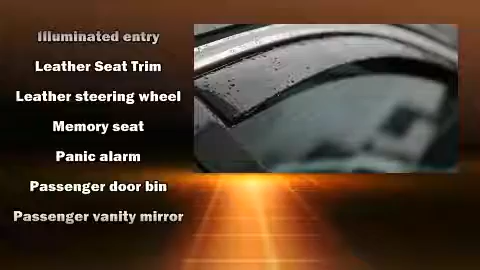 Illuminated entry
Leather Seat Trim
Leather steering wheel
Memory seat
Panic alarm
Passenger door bin
Passenger vanity mirror